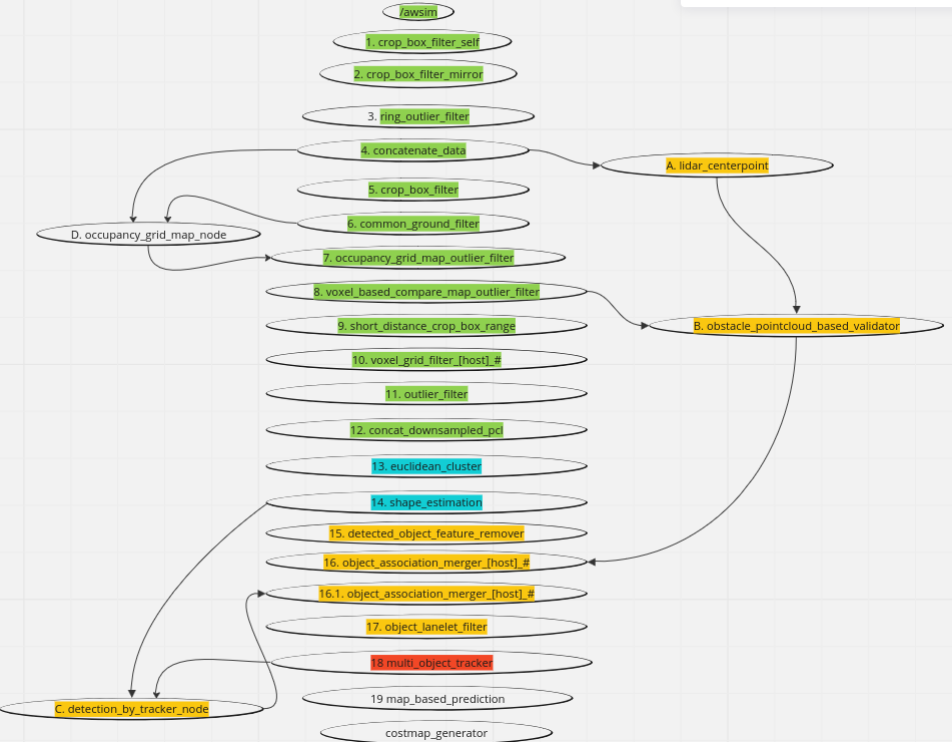 /awsim
1. crop_box_filter_self
2. crop_box_filter_mirror
3. ring_outlier_filter
4. concatenate_data
A. lidar_centerpoint
5. crop_box_filter
6. common_ground_filter
D. occupancy_grid_map_node
7. occupancy_grid_map_outlier_filter
8. voxel_based_compare_map_outlier_filter
9. short_distance_crop_box_range
B. obstacle_pointcloud_based_validator
10. voxel_grid_filter_[host]_#
11. outlier_filter
12. concat_downsampled_pcl
13. euclidean_cluster
14. shape_estimation
15. detected_object_feature_remover
16. object_association_merger_[host]_#
16.1. object_association_merger_[host]_#
17. object_lanelet_filter
18 multi_object_tracker
19 map_based_prediction
C. detection_by_tracker_node
costmap_generator